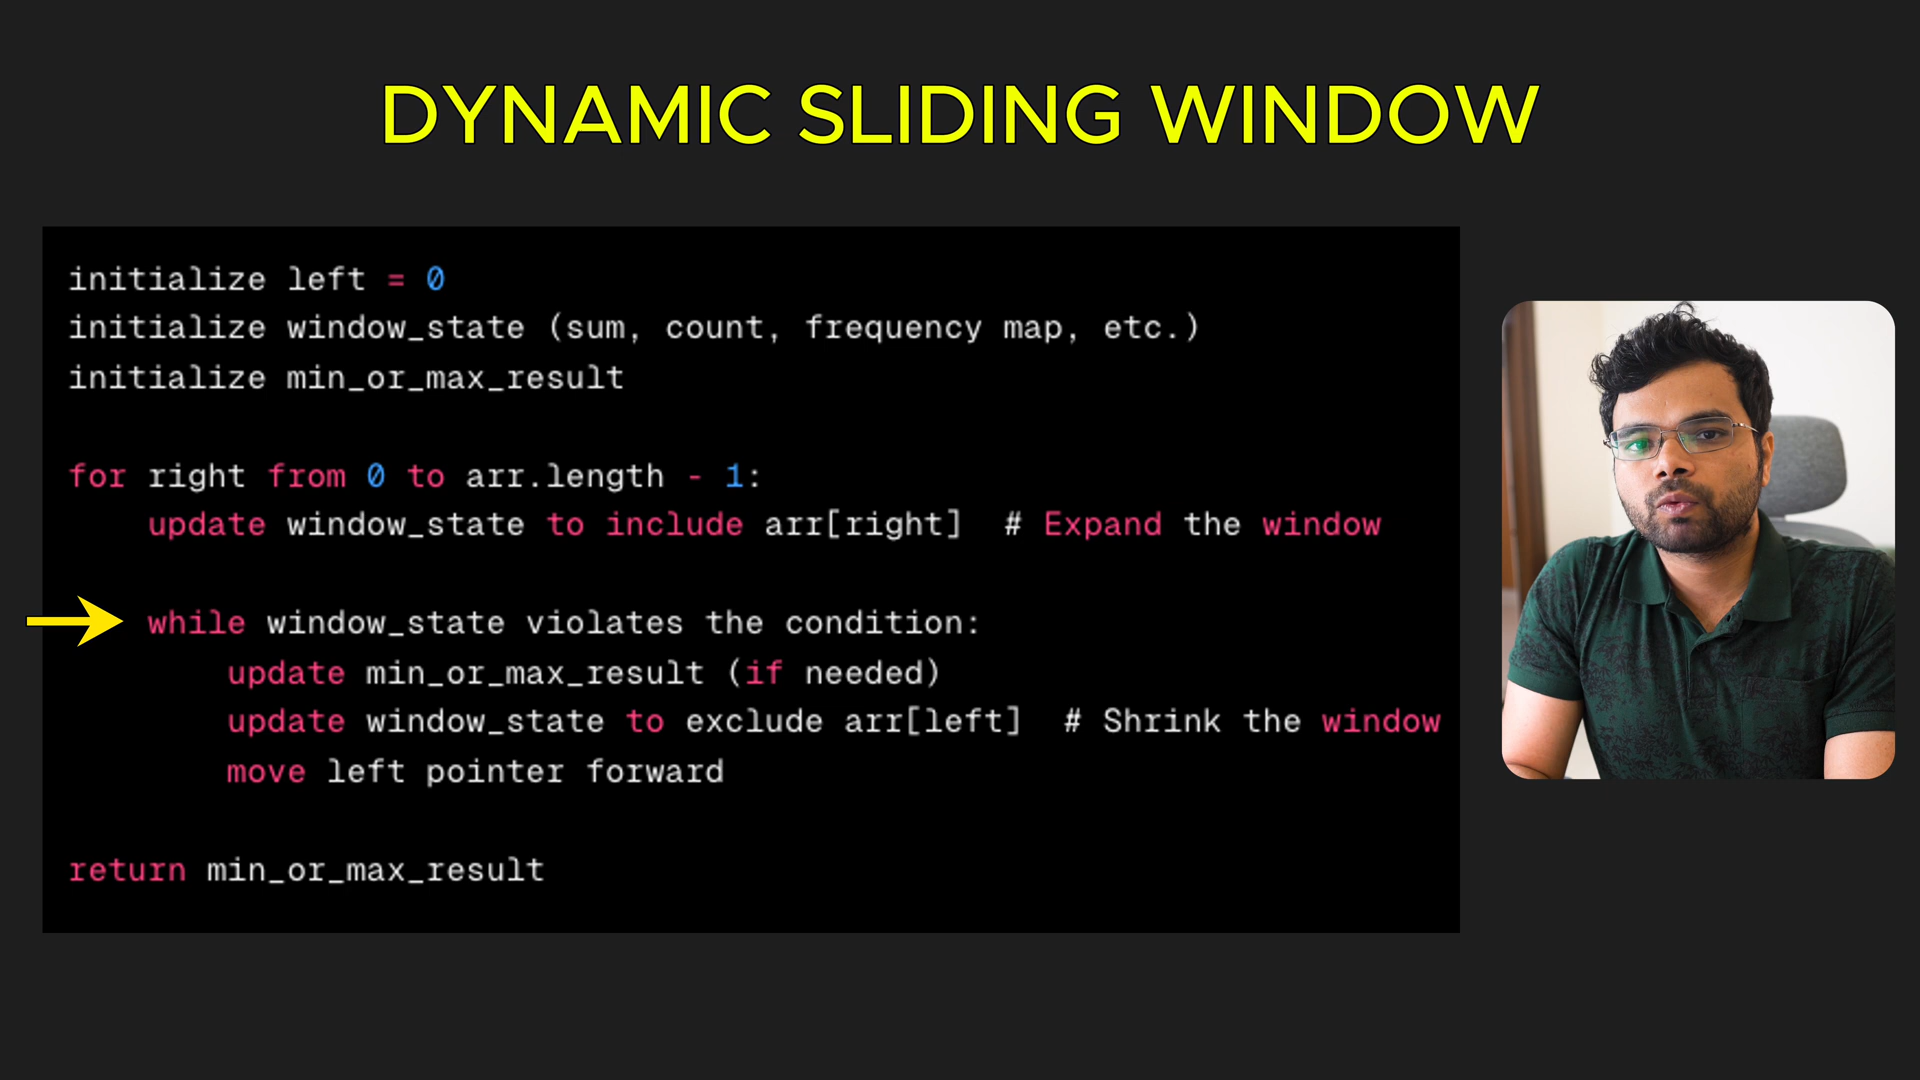 DYNAMIC SLIDING WINDOW
initialize left = 0
initialize window_state (sum, count, frequency map, etc.)
initialize min_or_max_result
for right from 0 to arr.length - 1:
update window_state to include arr[right]  # Expand the window
while window_state violates the condition:
update min_or_max_result (if needed)
update window_state to exclude arr[left]  # Shrink the window
move left pointer forward
return min_or_max_result